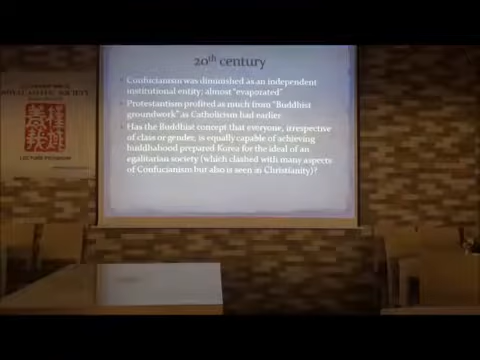 20th century
• Confucianism was diminished as an independent
institutional entity; almost "evaporated"
• Protestantism profited as much from "Buddhist
groundwork" as Catholicism had earlier
• Has the Buddhist concept that everyone, irrespective
of class or gender, is equally capable of achieving
buddhahood prepared Korea for the ideal of an
egalitarian society (which clashed with many aspects
of Confucianism but also is seen in Christianity)?
ASIATIC SOCIETY
LECTURE PROGRAM